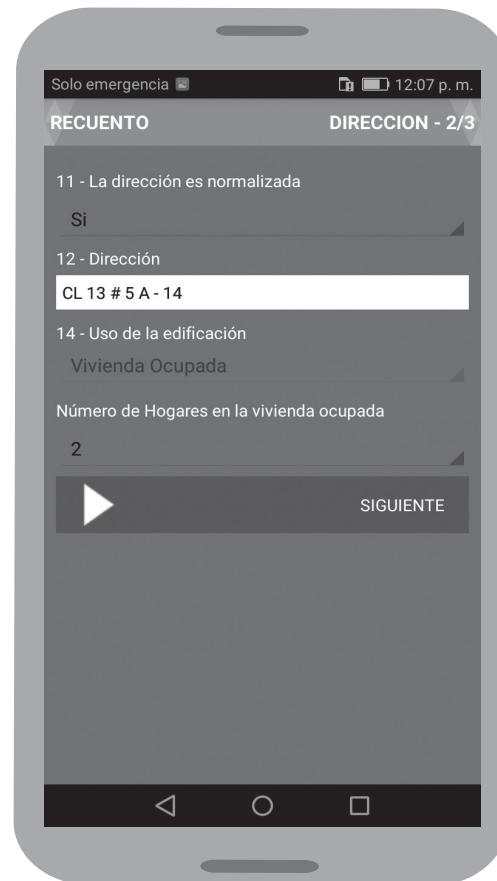 Solo emergencia 12:07 p. m.
RECUENTO DIRECCION - 2/3
11 - La dirección es normalizada
Si
12 - Dirección
CL 13 # 5 A - 14
14 - Uso de la edificación
Vivienda Ocupada
Número de Hogares en la vivienda ocupada
2
SIGUIENTE